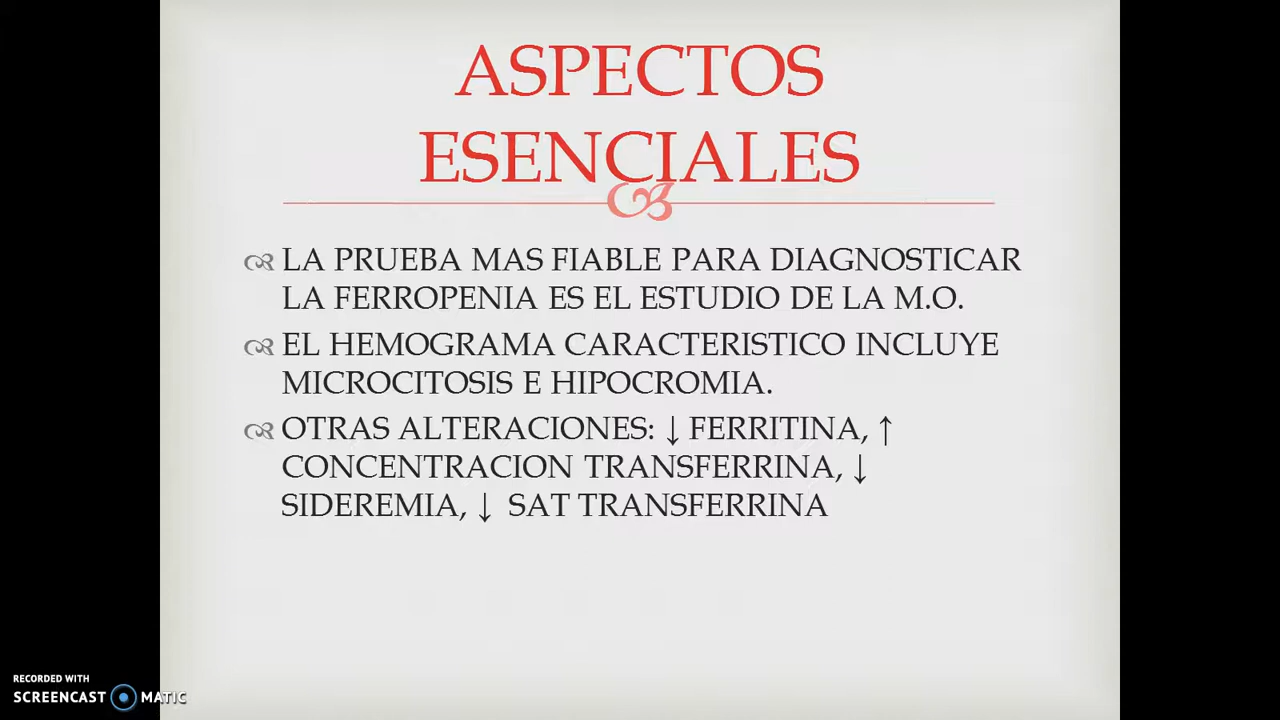 ASPECTOS
ESENCIALES
LA PRUEBA MAS FIABLE PARA DIAGNOSTICAR
LA FERROPENIA ES EL ESTUDIO DE LA M.O.
EL HEMOGRAMA CARACTERISTICO INCLUYE
MICROCITOSIS E HIPOCROMIA.
OTRAS ALTERACIONES: ↓ FERRITINA, ↑
CONCENTRACION TRANSFERRINA, ↓
SIDEREMIA, ↓ SAT TRANSFERRINA
RECORDED WITH
SCREENCAST MATIC